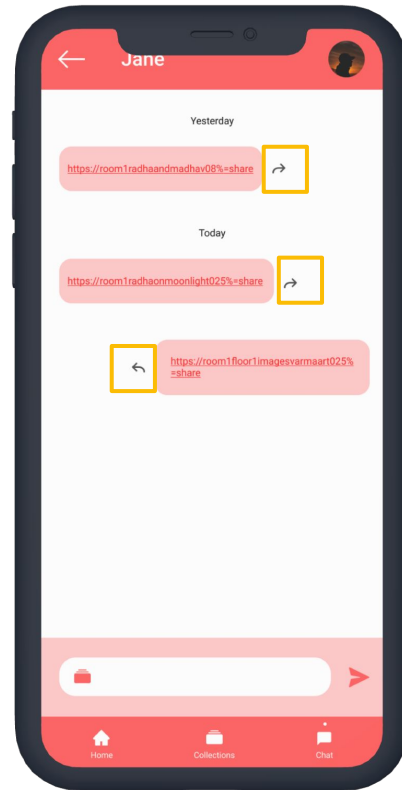 Jane
Yesterday
https://room1radhaandmadhav08%=share
Today
https://room1radhaonmoonlight025%=share
https://room1floor1imagesvarmaart025%
=share
Home
Collections
Chat